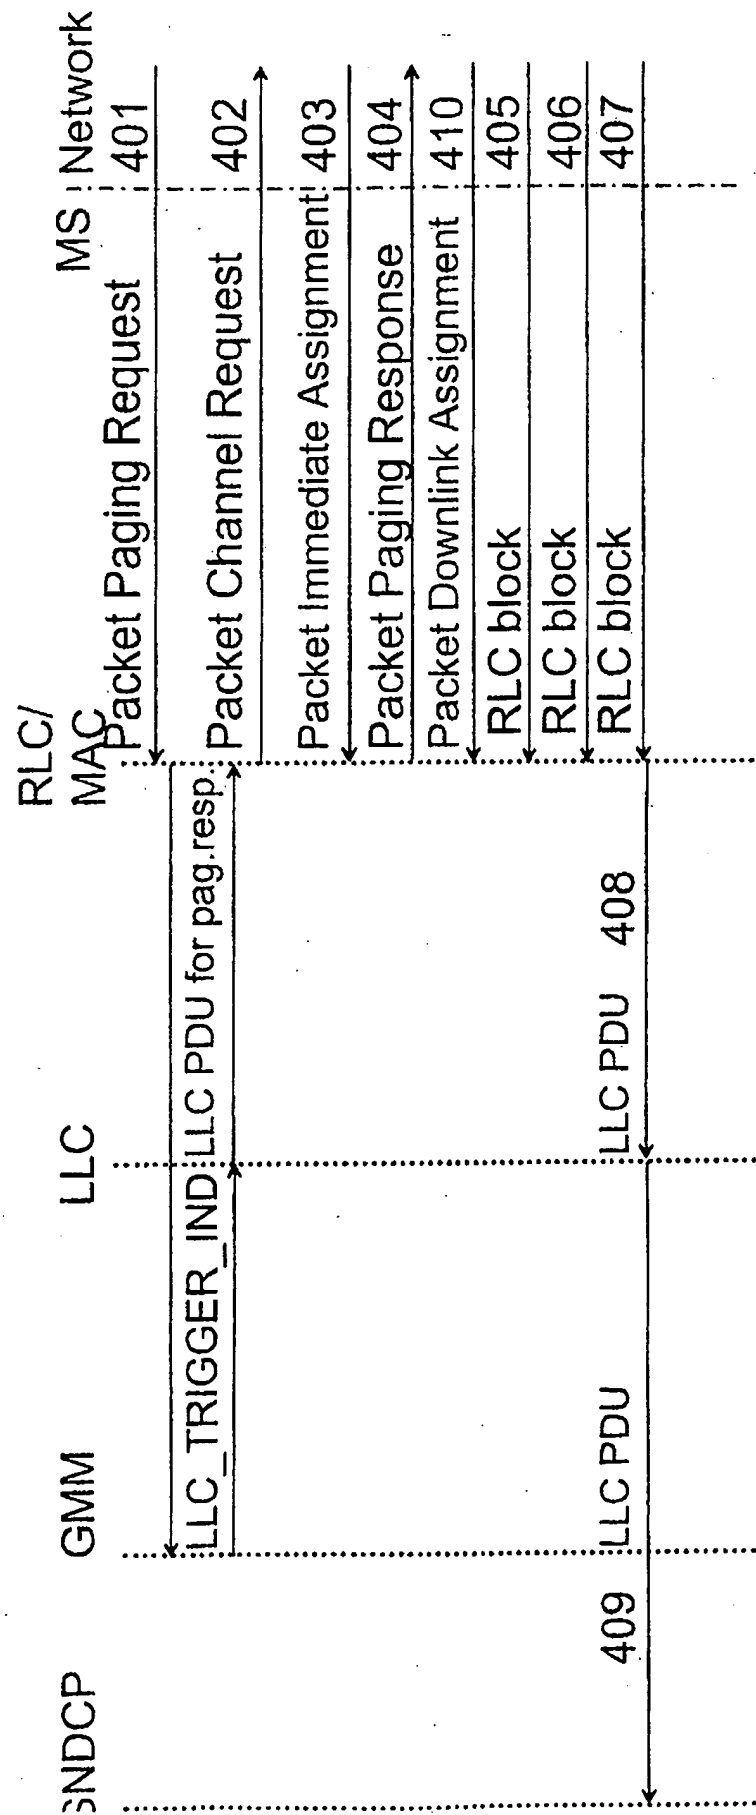 SNDCP GMM LLC RLC/
MAC MS Network
Packet Paging Request 401
LLC_TRIGGER_IND LLC PDU for pag.resp. Packet Channel Request 402
Packet Immediate Assignment 403
Packet Paging Response 404
Packet Downlink Assignment 410
RLC block 405
RLC block 406
409 LLC PDU LLC PDU 408 RLC block 407